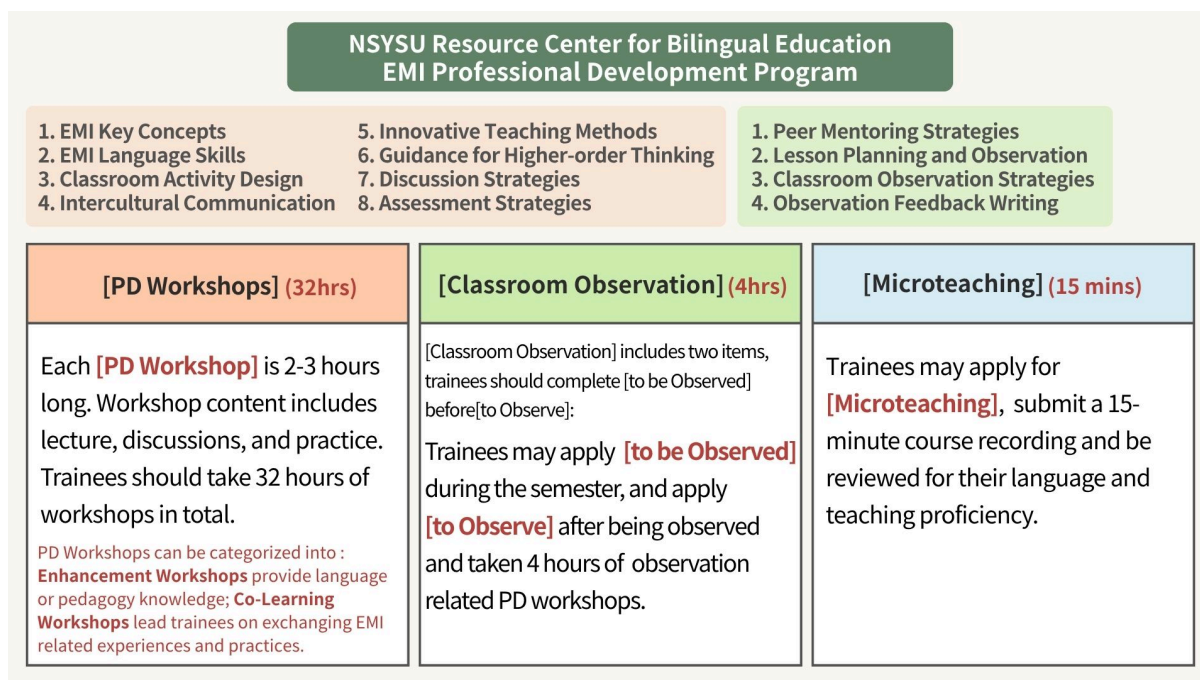 NSYSU Resource Center for Bilingual Education
EMI Professional Development Program
1. EMI Key Concepts
2. EMI Language Skills
3. Classroom Activity Design
4. Intercultural Communication
5. Innovative Teaching Methods
6. Guidance for Higher-order Thinking
7. Discussion Strategies
8. Assessment Strategies
1. Peer Mentoring Strategies
2. Lesson Planning and Observation
3. Classroom Observation Strategies
4. Observation Feedback Writing
[PD Workshops] (32hrs)
Each [PD Workshop] is 2-3 hours
long. Workshop content includes
lecture, discussions, and practice.
Trainees should take 32 hours of
workshops in total.
PD Workshops can be categorized into :
Enhancement Workshops provide language
or pedagogy knowledge; Co-Learning
Workshops lead trainees on exchanging EMI
related experiences and practices.
[Classroom Observation] (4hrs)
[Classroom Observation] includes two items,
trainees should complete [to be Observed]
before[to Observe]:
Trainees may apply [to be Observed]
during the semester, and apply
[to Observe] after being observed
and taken 4 hours of observation
related PD workshops.
[Microteaching] (15 mins)
Trainees may apply for
[Microteaching], submit a 15-
minute course recording and be
reviewed for their language and
teaching proficiency.